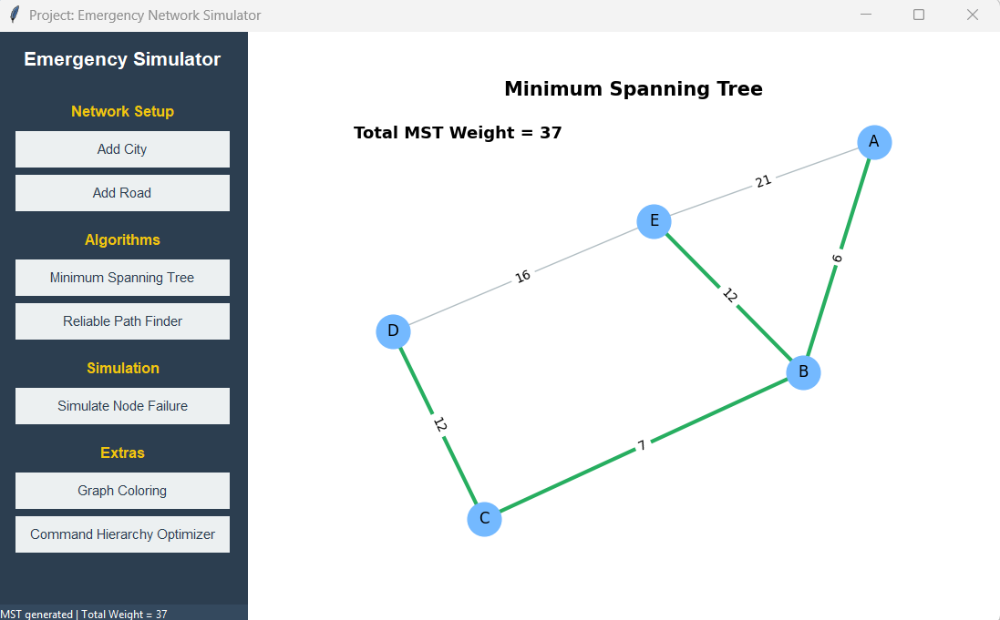 Project: Emergency Network Simulator
Emergency Simulator
Network Setup
Add City
Add Road
Algorithms
Minimum Spanning Tree
Reliable Path Finder
Simulation
Simulate Node Failure
Extras
Graph Coloring
Command Hierarchy Optimizer
MST generated | Total Weight = 37
Minimum Spanning Tree
Total MST Weight = 37
A
21
E
6
16
12
D
B
12
7
C